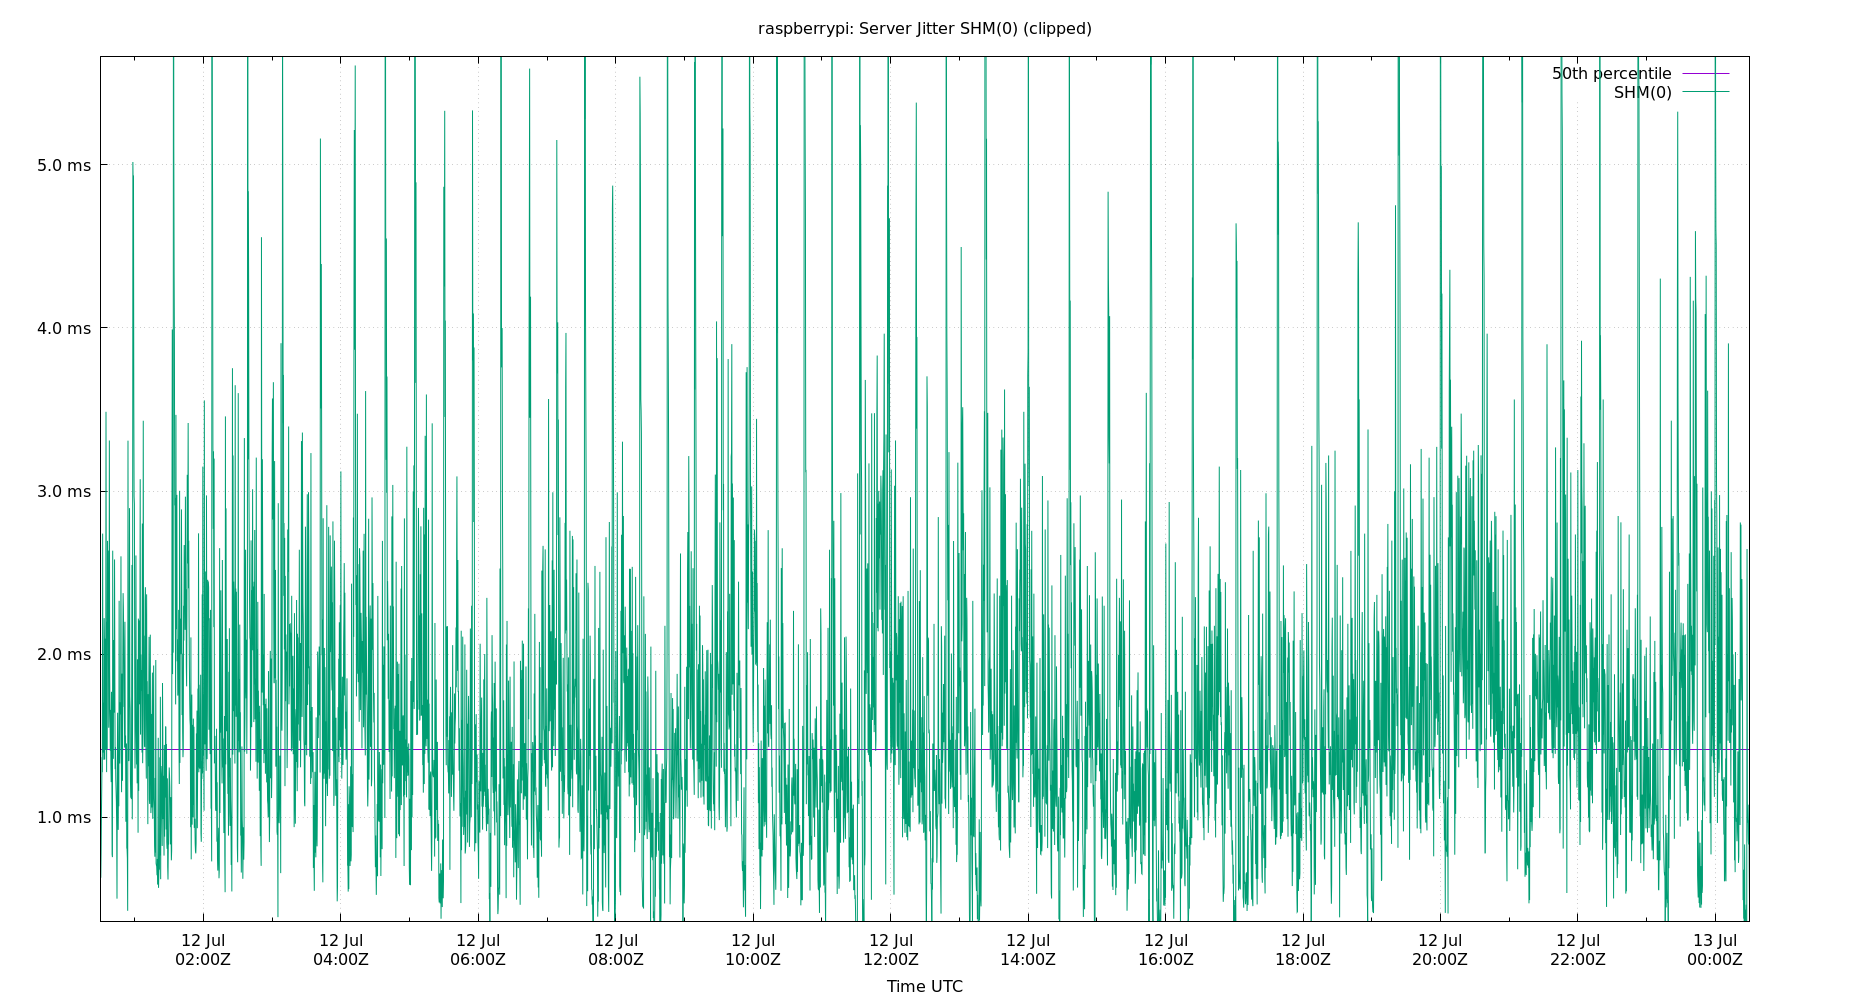 raspberrypi: Server Jitter SHM(0) (clipped)
50th percentile
SHM(0)
5.0 ms
4.0 ms
3.0 ms
2.0 ms
1.0 ms
12 Jul 12 Jul 12 Jul 12 Jul 12 Jul 12 Jul 12 Jul 12 Jul 12 Jul 12 Jul 12 Jul 13 Jul
02:00Z 04:00Z 06:00Z 08:00Z 10:00Z 12:00Z 14:00Z 16:00Z 18:00Z 20:00Z 22:00Z 00:00Z
Time UTC